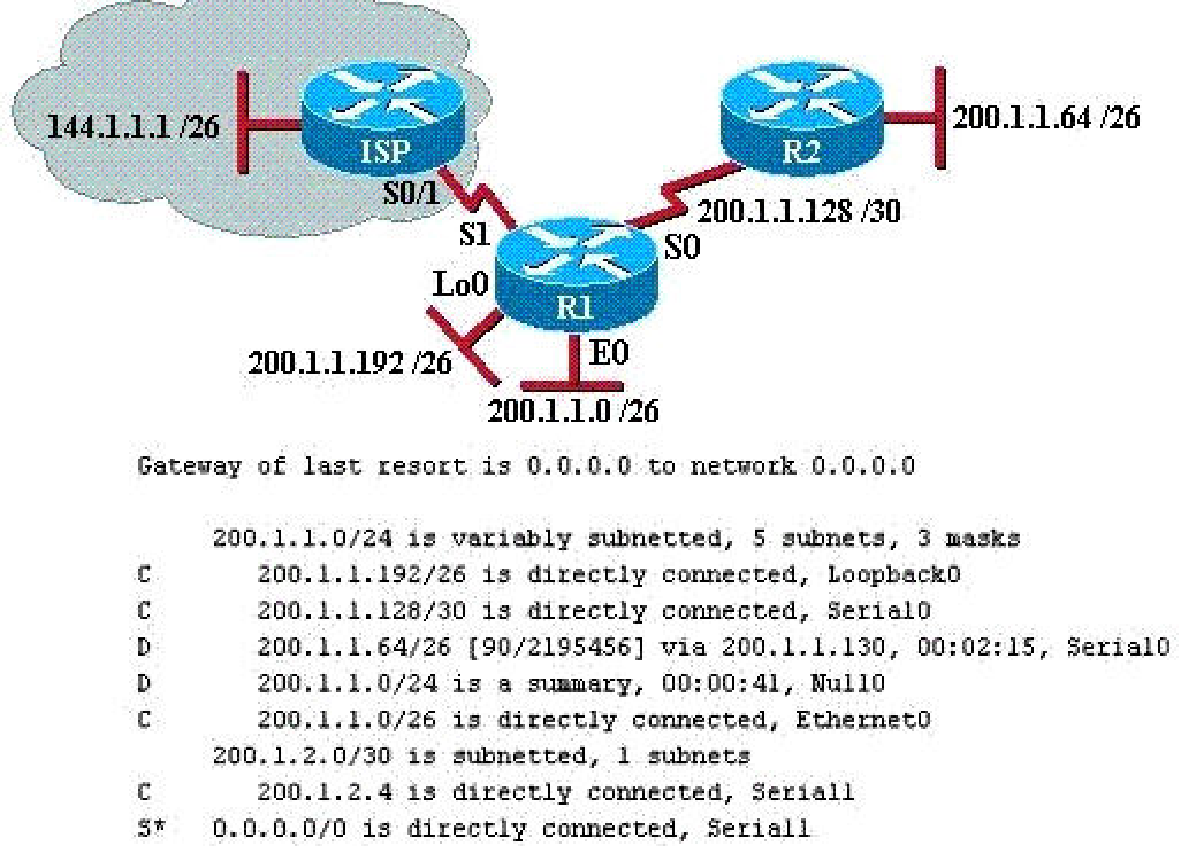 144.1.1.1 /26
ISP
S0/1
R2
200.1.1.64 /26
200.1.1.128 /30
S1
S0
Lo0
R1
E0
200.1.1.192 /26
200.1.1.0 /26
Gateway of last resort is 0.0.0.0 to network 0.0.0.0
200.1.1.0/24 is variably subnetted, 5 subnets, 3 masks
C 200.1.1.192/26 is directly connected, Loopback0
C 200.1.1.128/30 is directly connected, Serial0
D 200.1.1.64/26 [90/2195456] via 200.1.1.130, 00:02:15, Serial0
D 200.1.1.0/24 is a summary, 00:00:41, Null0
C 200.1.1.0/26 is directly connected, Ethernet0
200.1.2.0/30 is subnetted, 1 subnets
C 200.1.2.4 is directly connected, Serial1
S* 0.0.0.0/0 is directly connected, Serial1